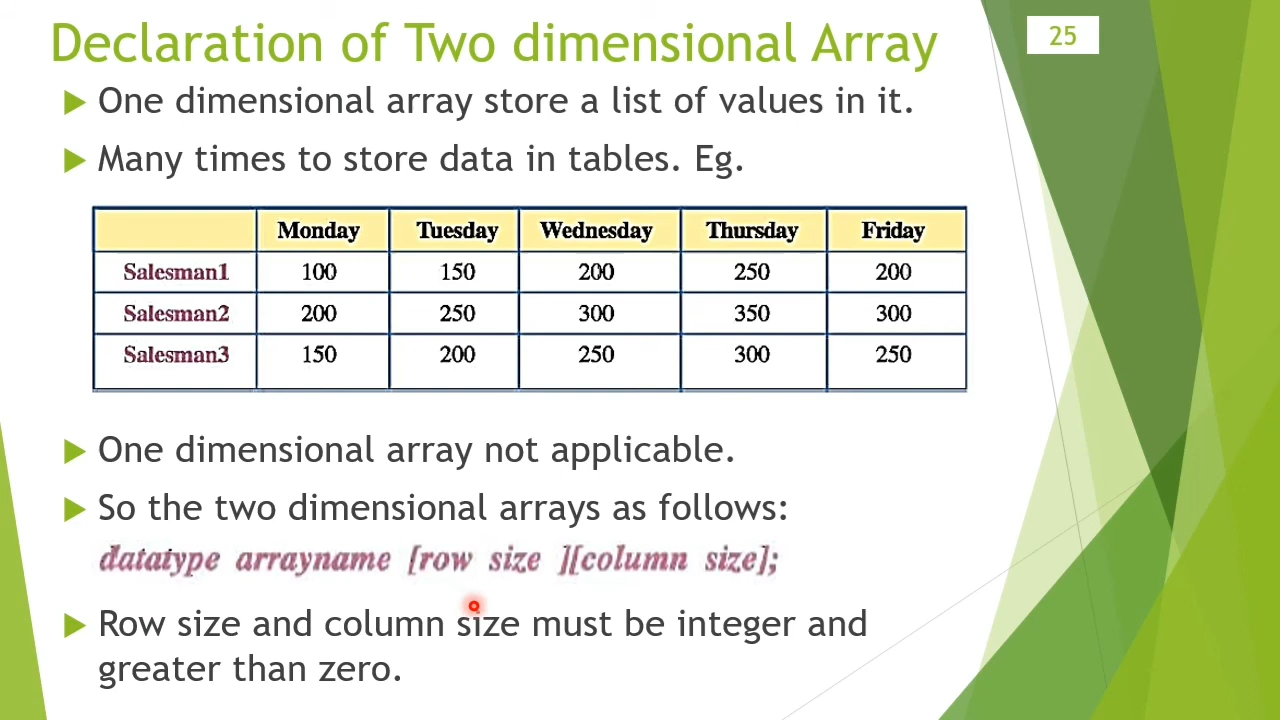 Declaration of Two dimensional Array
25
One dimensional array store a list of values in it.
Many times to store data in tables. Eg.
Monday Tuesday Wednesday Thursday Friday
Salesman1 100 150 200 250 200
Salesman2 200 250 300 350 300
Salesman3 150 200 250 300 250
One dimensional array not applicable.
So the two dimensional arrays as follows:
datatype arrayname [row size ][column size];
Row size and column size must be integer and
greater than zero.